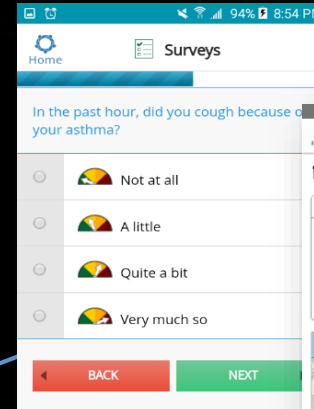 94% 8:54 PM
Home
Surveys
In the past hour, did you cough because
your asthma?
Not at all
A little
Quite a bit
Very much so
BACK
NEXT